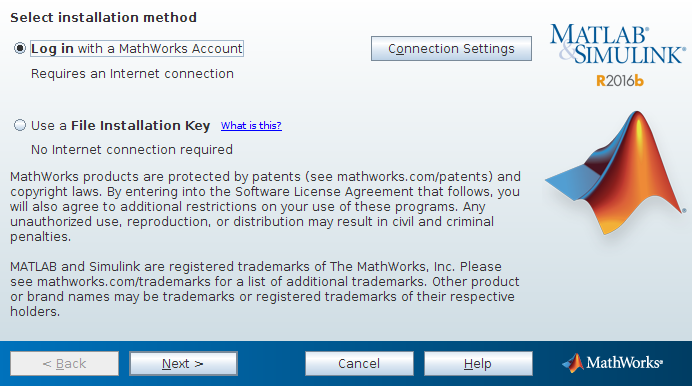 Select installation method
Log in with a MathWorks Account
Connection Settings
MATLAB
&SIMULINK®
R2016b
Requires an Internet connection
Use a File Installation Key What is this?
No Internet connection required
MathWorks products are protected by patents (see mathworks.com/patents) and
copyright laws. By entering into the Software License Agreement that follows, you
will also agree to additional restrictions on your use of these programs. Any
unauthorized use, reproduction, or distribution may result in civil and criminal
penalties.
MATLAB and Simulink are registered trademarks of The MathWorks, Inc. Please
see mathworks.com/trademarks for a list of additional trademarks. Other product
or brand names may be trademarks or registered trademarks of their respective
holders.
< Back
Next >
Cancel
Help
MathWorks®